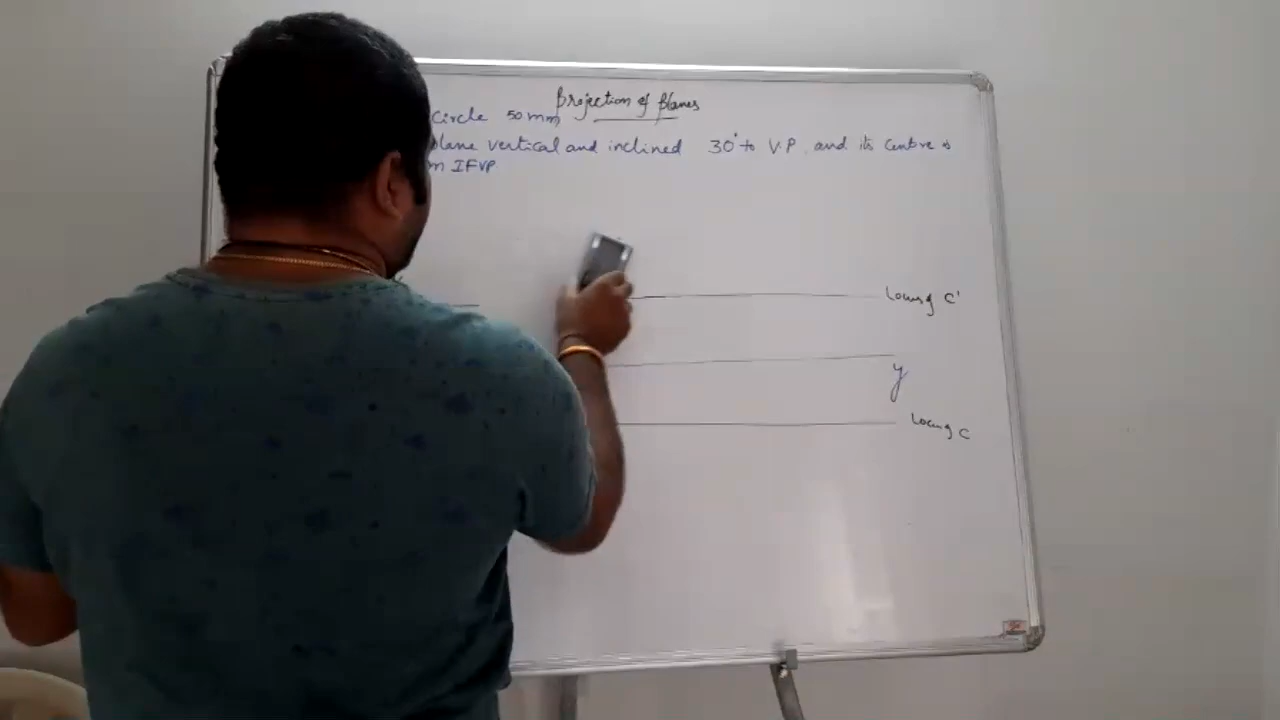 Projection of planes
circle 50 mm
plane vertical and inclined 30° to V.P. and its centre is
m IFVP
locus of c'
y
locus of c